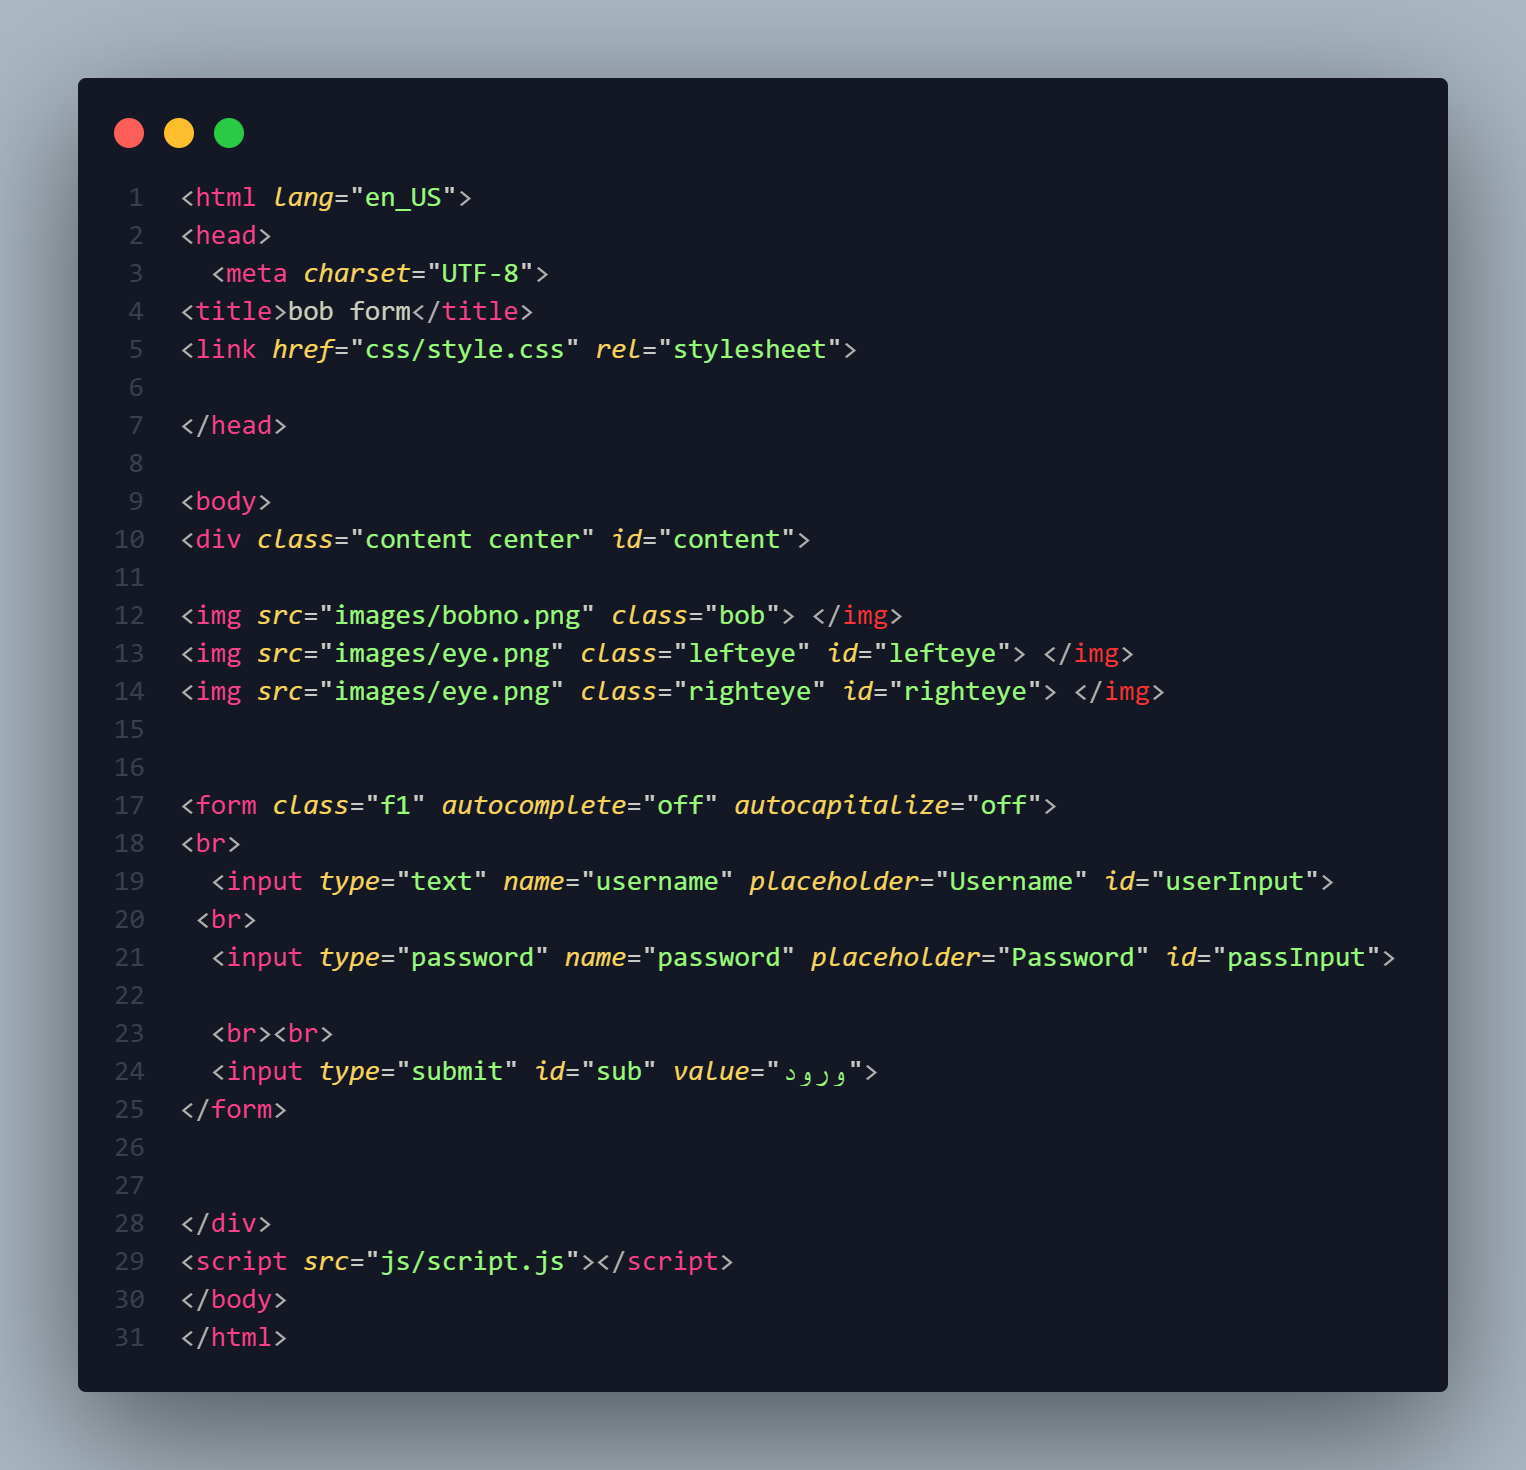 1 <html lang="en_US">
2 <head>
3   <meta charset="UTF-8">
4 <title>bob form</title>
5 <link href="css/style.css" rel="stylesheet">
6
7 </head>
8
9 <body>
10 <div class="content center" id="content">
11
12 <img src="images/bobno.png" class="bob"> </img>
13 <img src="images/eye.png" class="lefteye" id="lefteye"> </img>
14 <img src="images/eye.png" class="righteye" id="righteye"> </img>
15
16
17 <form class="f1" autocomplete="off" autocapitalize="off">
18 <br>
19   <input type="text" name="username" placeholder="Username" id="userInput">
20  <br>
21   <input type="password" name="password" placeholder="Password" id="passInput">
22
23   <br><br>
24   <input type="submit" id="sub" value="ورود">
25 </form>
26
27
28 </div>
29 <script src="js/script.js"></script>
30 </body>
31 </html>